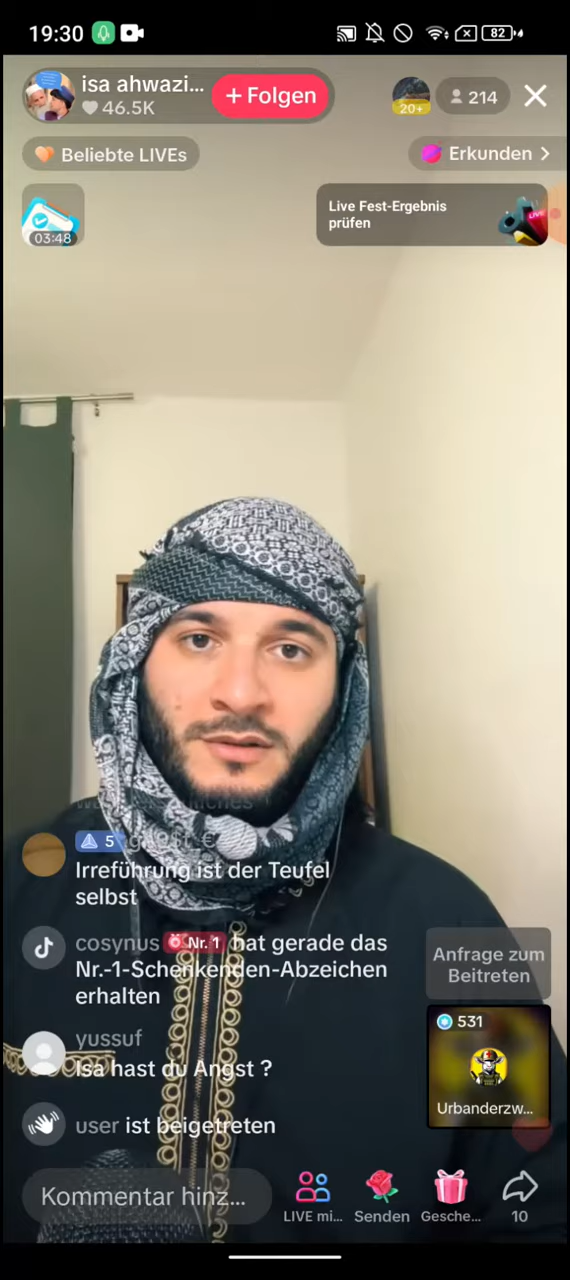 19:30
82
isa ahwazi...
46.5K
+ Folgen
20+
214
Beliebte LIVEs
Erkunden >
03:48
Live Fest-Ergebnis
prüfen
LIVE
5
Irreführung ist der Teufel
selbst
cosynus Nr. 1 hat gerade das
Nr.-1-Schenkenden-Abzeichen
erhalten
Anfrage zum
Beitreten
531
Urbanderzw...
yussuf
Isa hast du Angst ?
user ist beigetreten
Kommentar hinz...
LIVE mi...
Senden
Gesche...
10